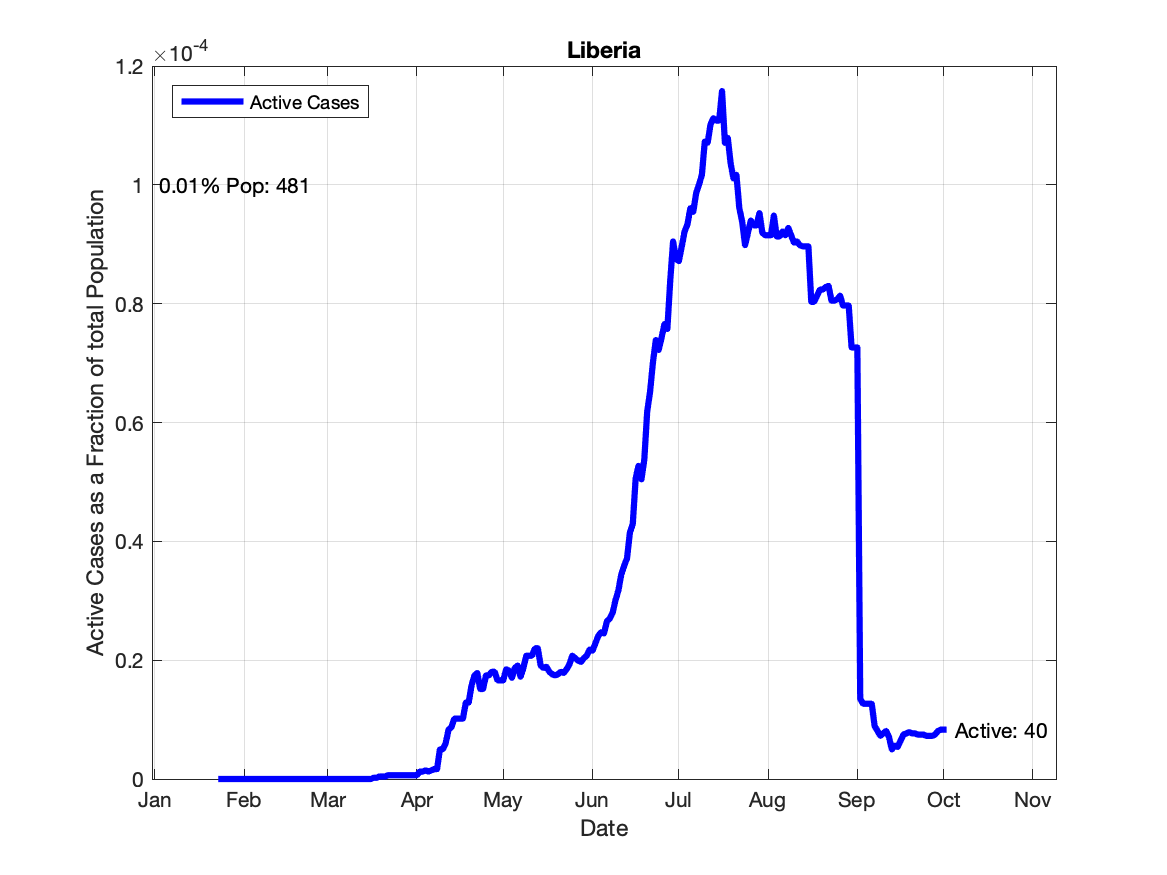 Liberia
×10^-4
Active Cases
0.01% Pop: 481
Active: 40
Active Cases as a Fraction of total Population
1.2
1
0.8
0.6
0.4
0.2
0
Jan Feb Mar Apr May Jun Jul Aug Sep Oct Nov
Date